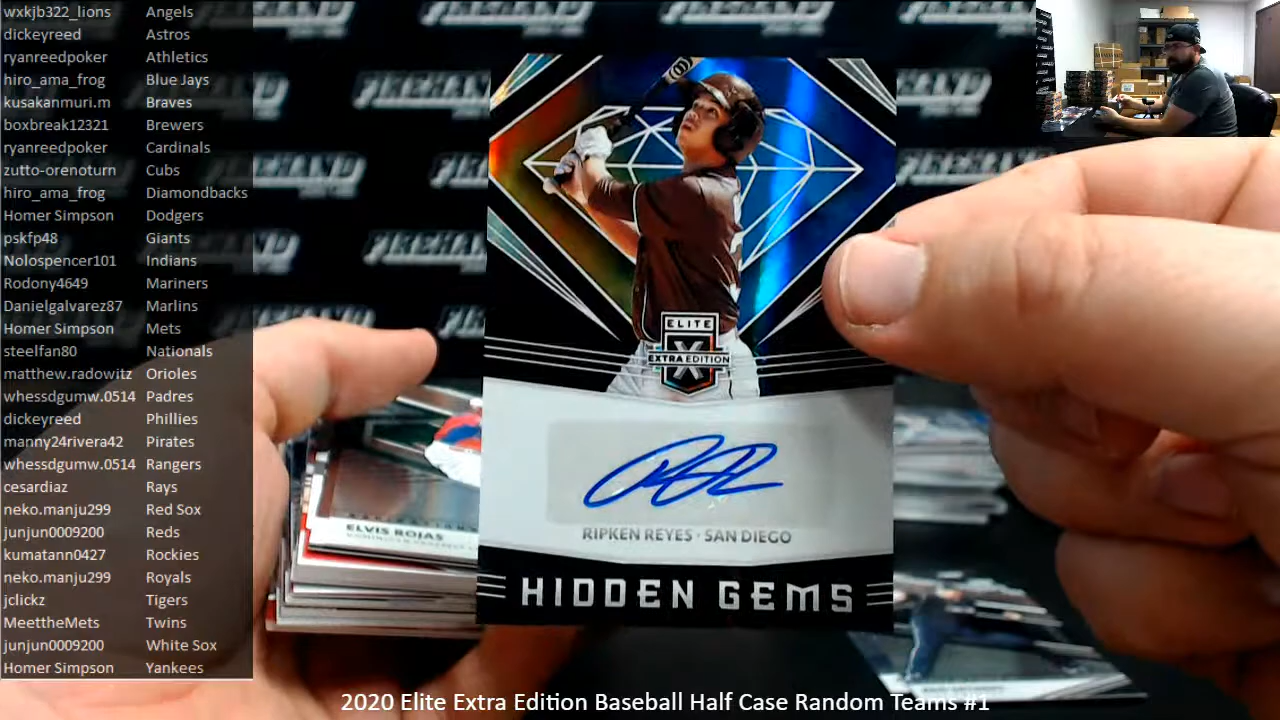 wxkjb322_lions Angels
dickeyreed Astros
ryanreedpoker Athletics
hiro_ama_frog Blue Jays
kusakanmuri.m Braves
boxbreak12321 Brewers
ryanreedpoker Cardinals
zutto-orenoturn Cubs
hiro_ama_frog Diamondbacks
Homer Simpson Dodgers
pskfp48 Giants
Nolospencer101 Indians
Rodony4649 Mariners
Danielgalvarez87 Marlins
Homer Simpson Mets
steelfan80 Nationals
matthew.radowitz Orioles
whessdgumw.0514 Padres
dickeyreed Phillies
manny24rivera42 Pirates
whessdgumw.0514 Rangers
cesardiaz Rays
neko.manju299 Red Sox
junjun0009200 Reds
kumatann0427 Rockies
neko.manju299 Royals
jclickz Tigers
MeettheMets Twins
junjun0009200 White Sox
Homer Simpson Yankees
FIREHAND
FIREHAND
FIREHAND
FIREHAND
ELITE
X
EXTRA EDITION
RIPKEN REYES · SAN DIEGO
HIDDEN GEMS
ELVIS ROJAS
2020 Elite Extra Edition Baseball Half Case Random Teams #1